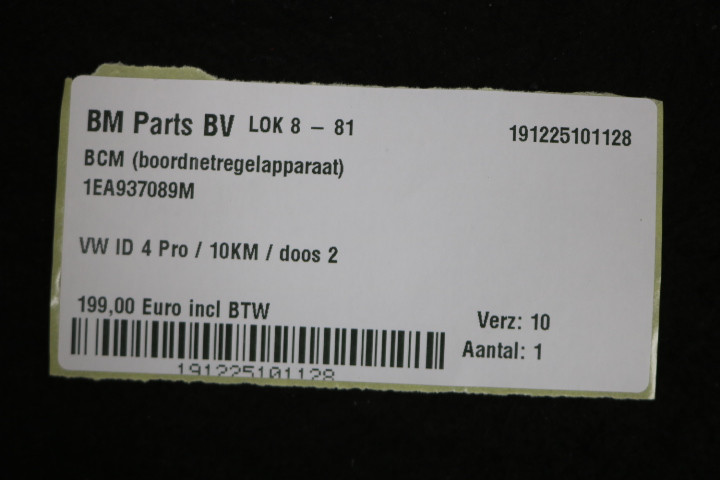 BM Parts BV LOK 8 - 81
191225101128
BCM (boordnetregelapparaat)
1EA937089M
VW ID 4 Pro / 10KM / doos 2
199,00 Euro incl BTW
Verz: 10
Aantal: 1
191225101128